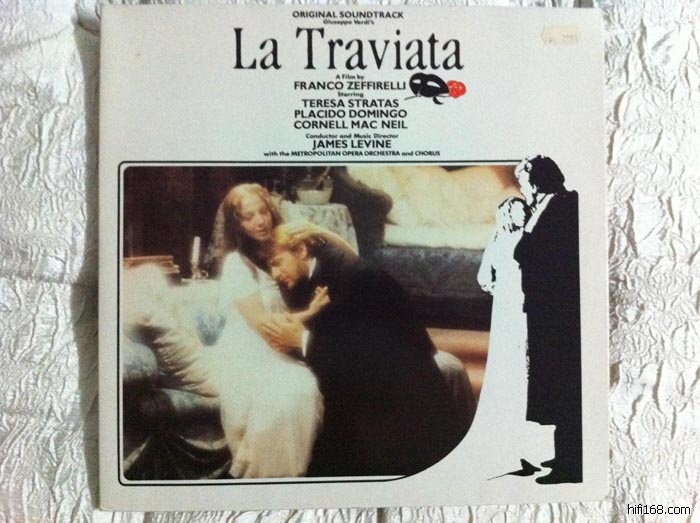 ORIGINAL SOUNDTRACK
Giuseppe Verdi's
La Traviata
A Film by
FRANCO ZEFFIRELLI
Starring
TERESA STRATAS
PLACIDO DOMINGO
CORNELL MAC NEIL
Conductor and Music Director
JAMES LEVINE
with the METROPOLITAN OPERA ORCHESTRA and CHORUS
hifi168.com